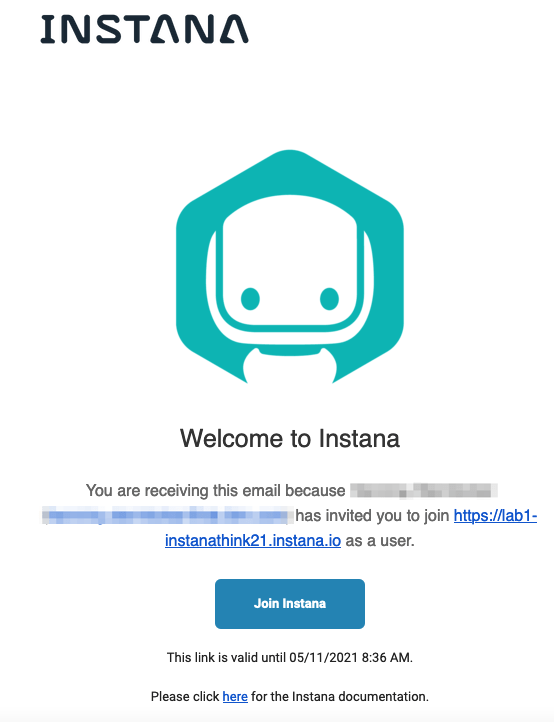 INSTANA
Welcome to Instana
You are receiving this email because
has invited you to join https://lab1-
instanathink21.instana.io as a user.
Join Instana
This link is valid until 05/11/2021 8:36 AM.
Please click here for the Instana documentation.